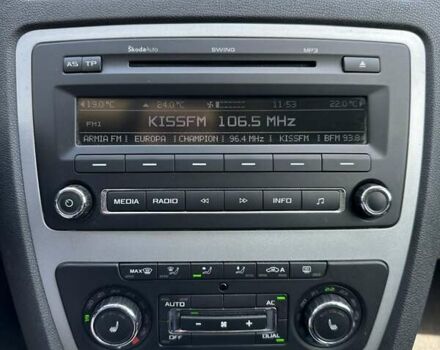 ŠkodaAuto SWING MP3
AS TP
19.0°C 24.0°C 11:53 22.0°C
KISSFM 106.5 MHz
FM1
ARMIA FM EUROPA CHAMPION 96.4 MHz KISSFM BFM 93.8
MEDIA RADIO INFO
MAX A
AUTO AC
OFF DUAL
22